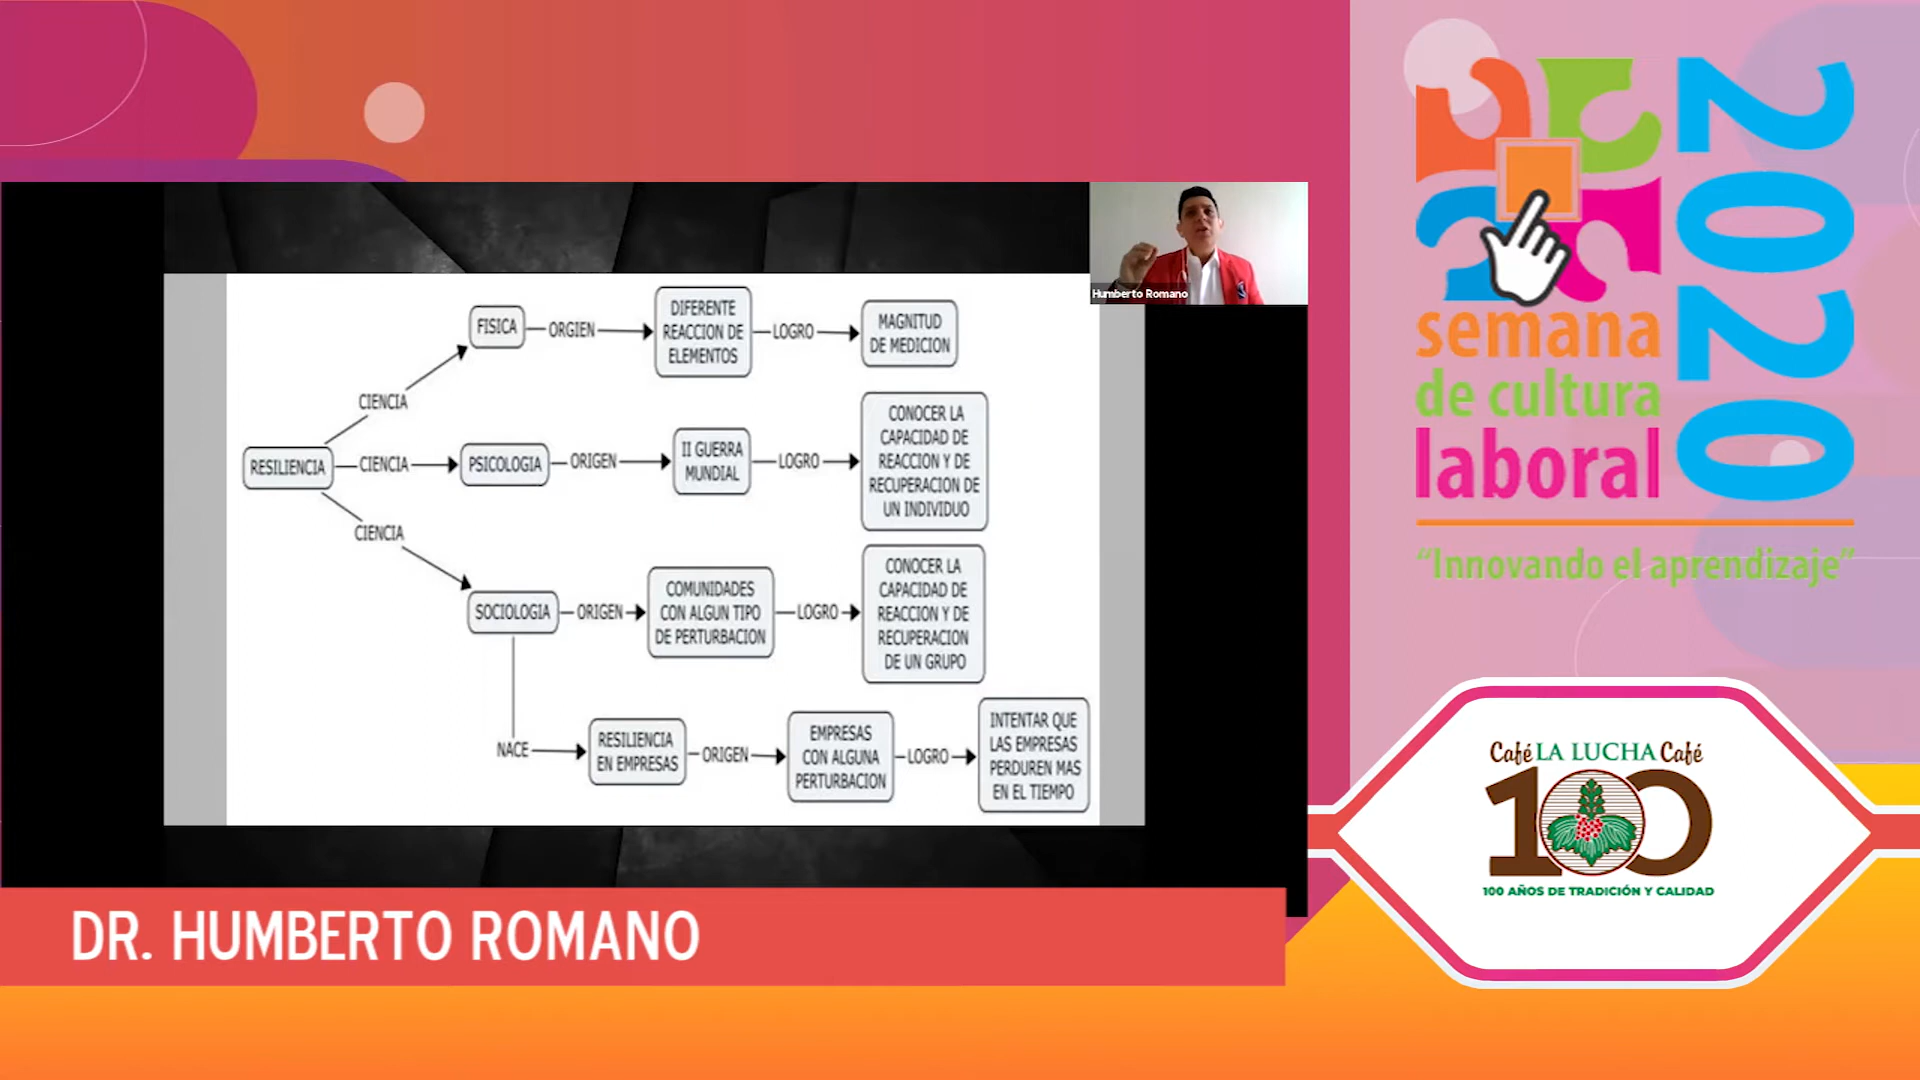 FISICA
ORGIEN
DIFERENTE
REACCION DE
ELEMENTOS
LOGRO
MAGNITUD
DE MEDICION
CIENCIA
RESILIENCIA
CIENCIA
PSICOLOGIA
ORIGEN
II GUERRA
MUNDIAL
LOGRO
CONOCER LA
CAPACIDAD DE
REACCION Y DE
RECUPERACION DE
UN INDIVIDUO
CIENCIA
SOCIOLOGIA
ORIGEN
COMUNIDADES
CON ALGUN TIPO
DE PERTURBACION
LOGRO
CONOCER LA
CAPACIDAD DE
REACCION Y DE
RECUPERACION
DE UN GRUPO
NACE
RESILIENCIA
EN EMPRESAS
ORIGEN
EMPRESAS
CON ALGUNA
PERTURBACION
LOGRO
INTENTAR QUE
LAS EMPRESAS
PERDUREN MAS
EN EL TIEMPO
Humberto Romano
DR. HUMBERTO ROMANO
2020
semana
de cultura
laboral
“Innovando el aprendizaje”
Café LA LUCHA Café
100
100 AÑOS DE TRADICIÓN Y CALIDAD